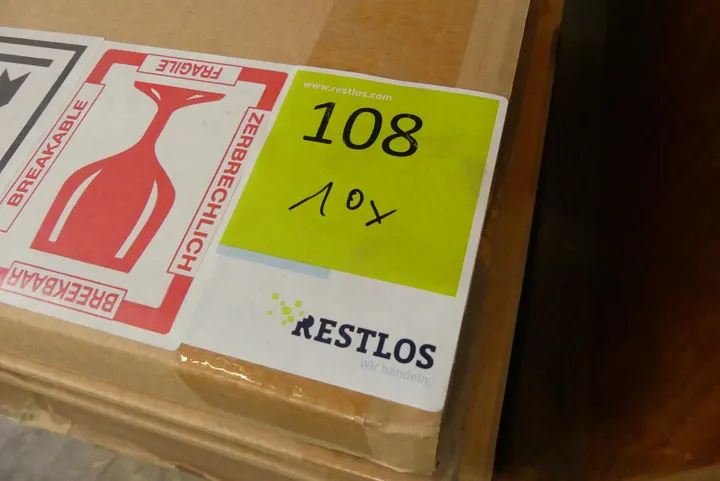 FRAGILE
BREAKABLE
ZERBRECHLICH
BREEKBAAR
www.restlos.com
108
10x
RESTLOS
Wir handeln.